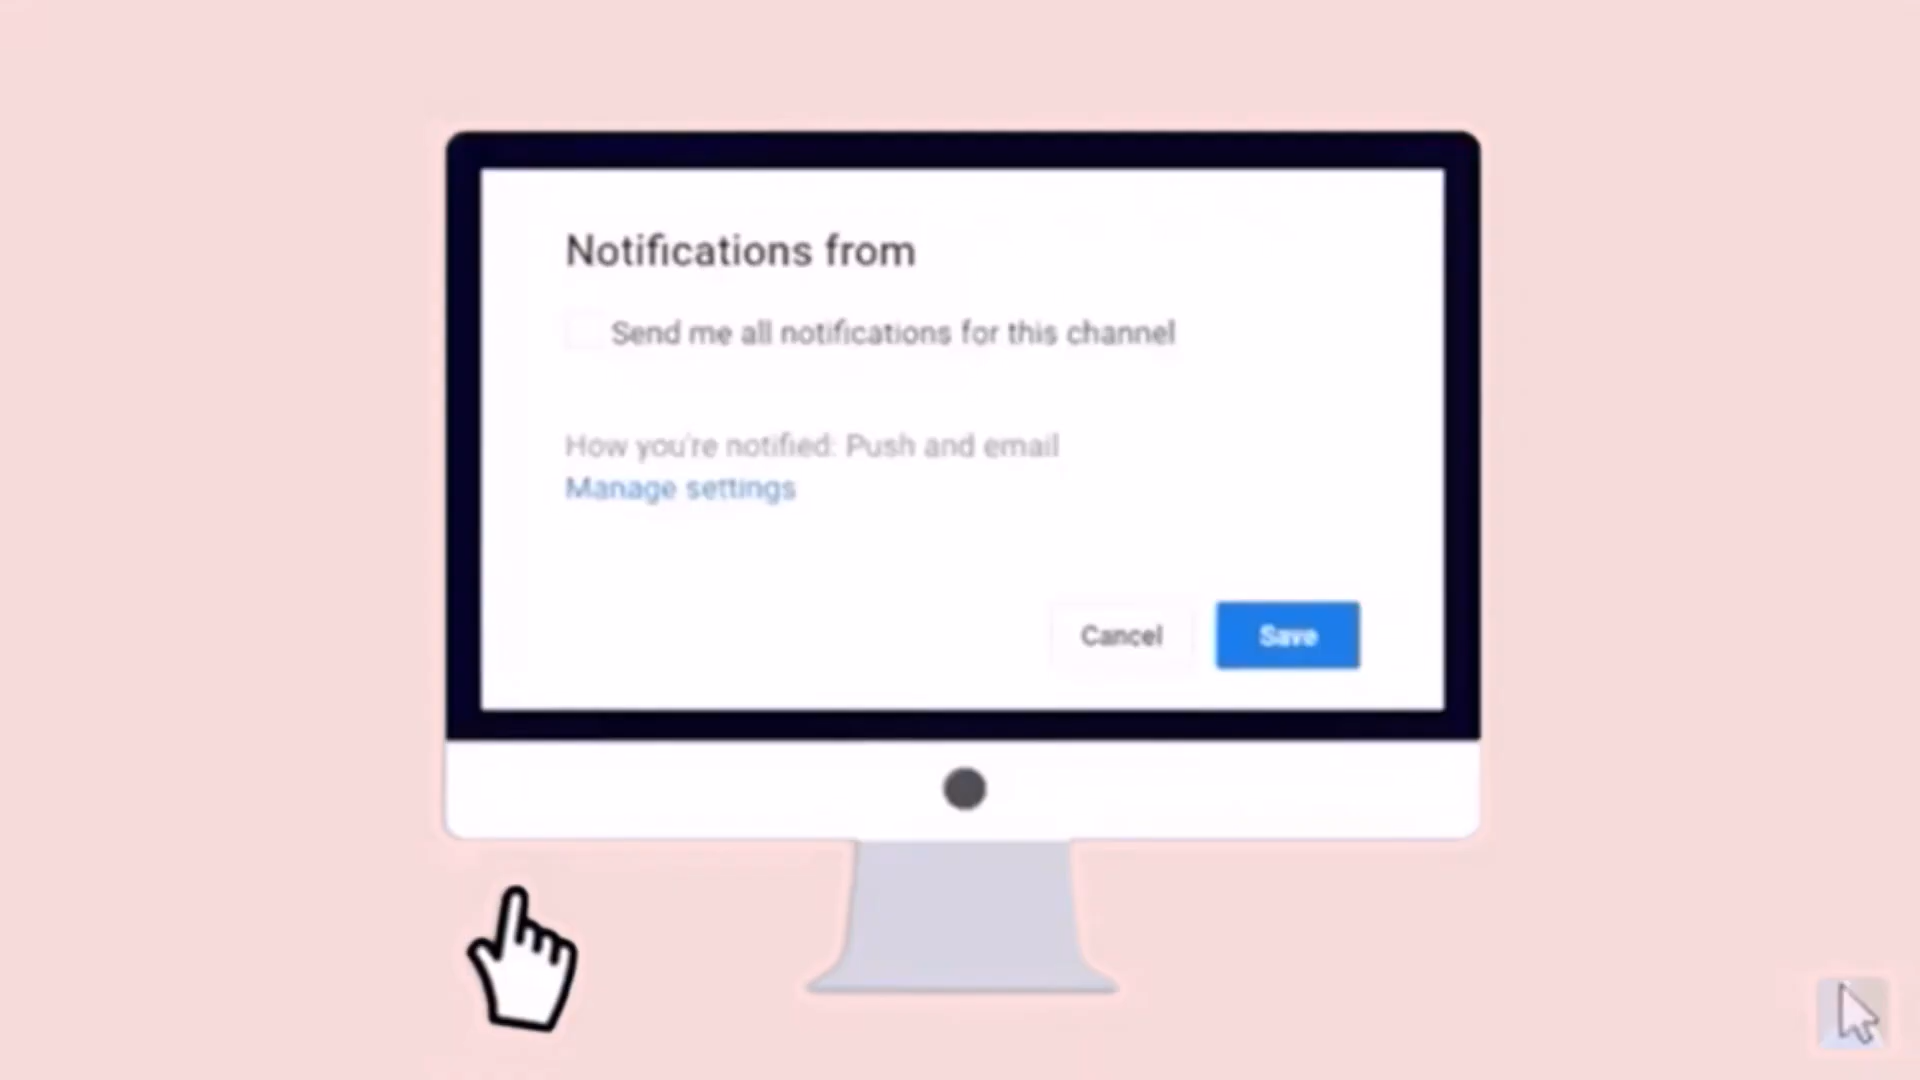 Notifications from
Send me all notifications for this channel
How you're notified: Push and email
Manage settings
Cancel
Save